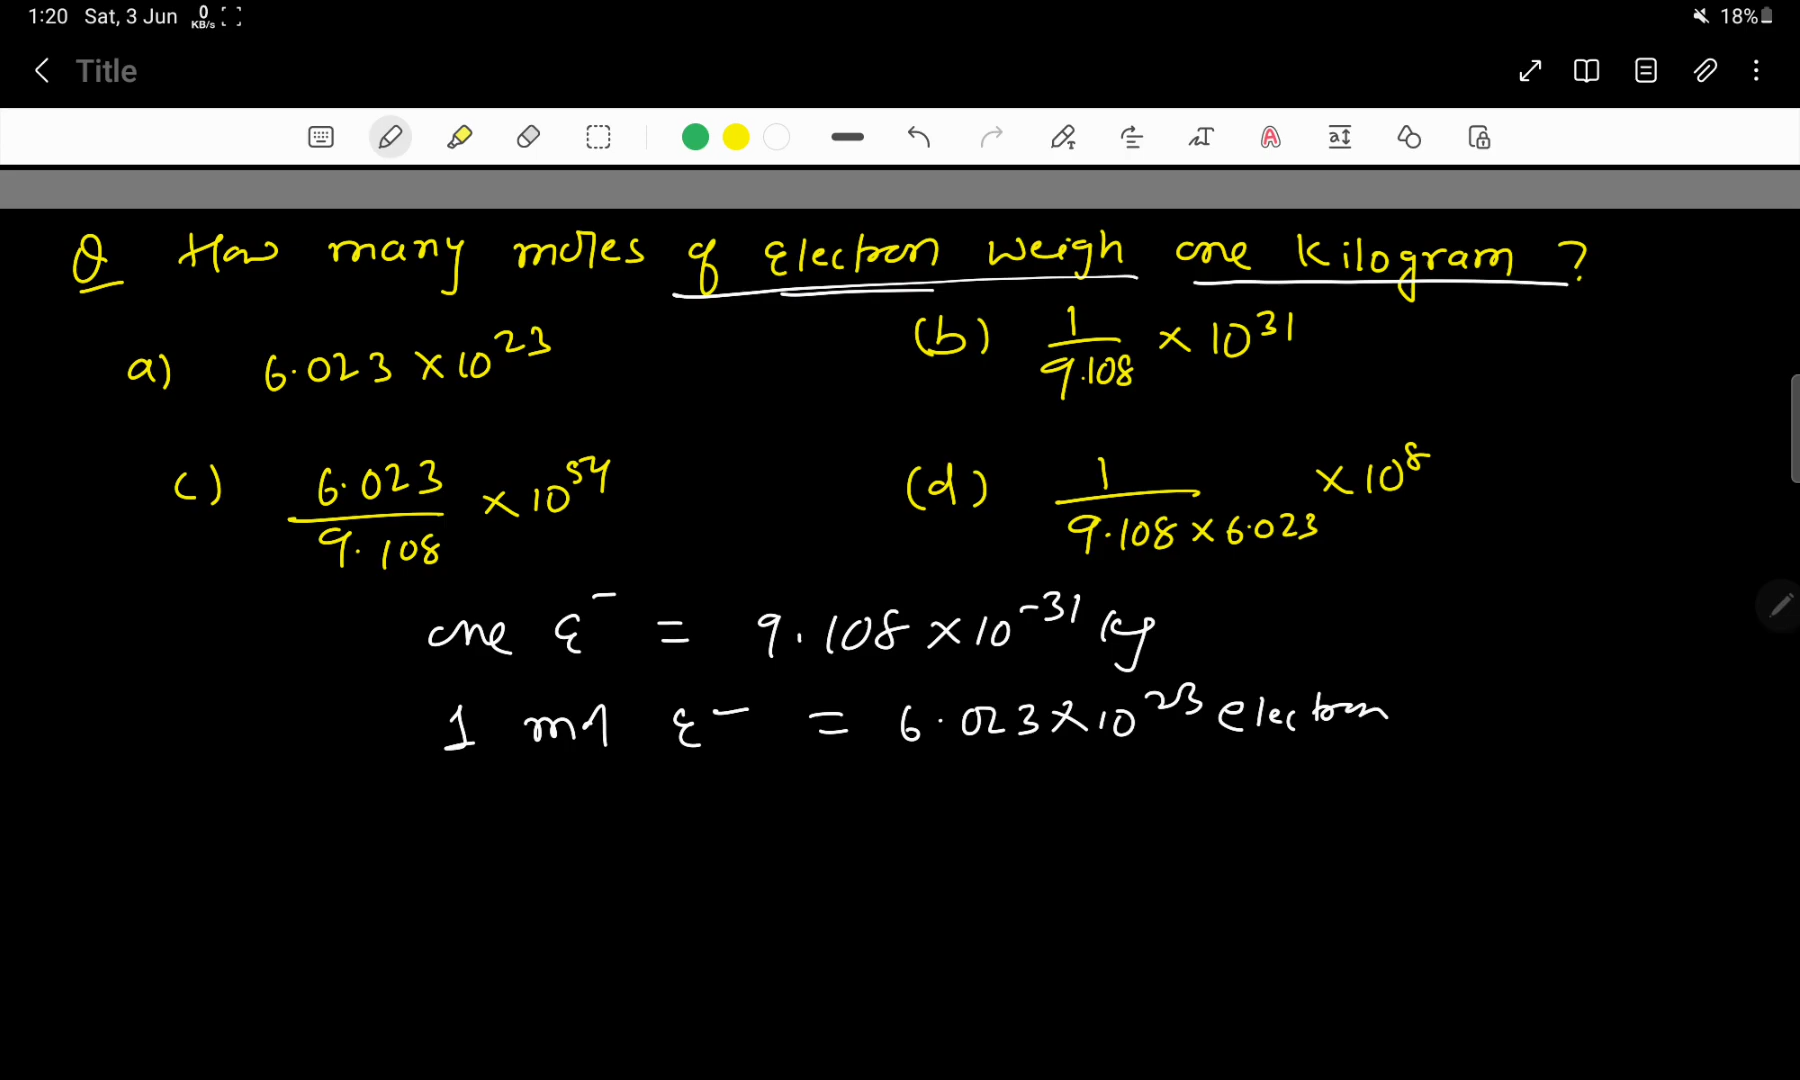 1:20 Sat, 3 Jun 0 KB/s 18%
Title
Q How many moles of Electron weigh one kilogram ?
a) 6.023 × 10^23 (b) 1/9.108 × 10^31
c) 6.023/9.108 × 10^54 (d) 1/(9.108 × 6.023) × 10^8
one e⁻ = 9.108 × 10^-31 kg
1 mol e⁻ = 6.023 × 10^23 electron